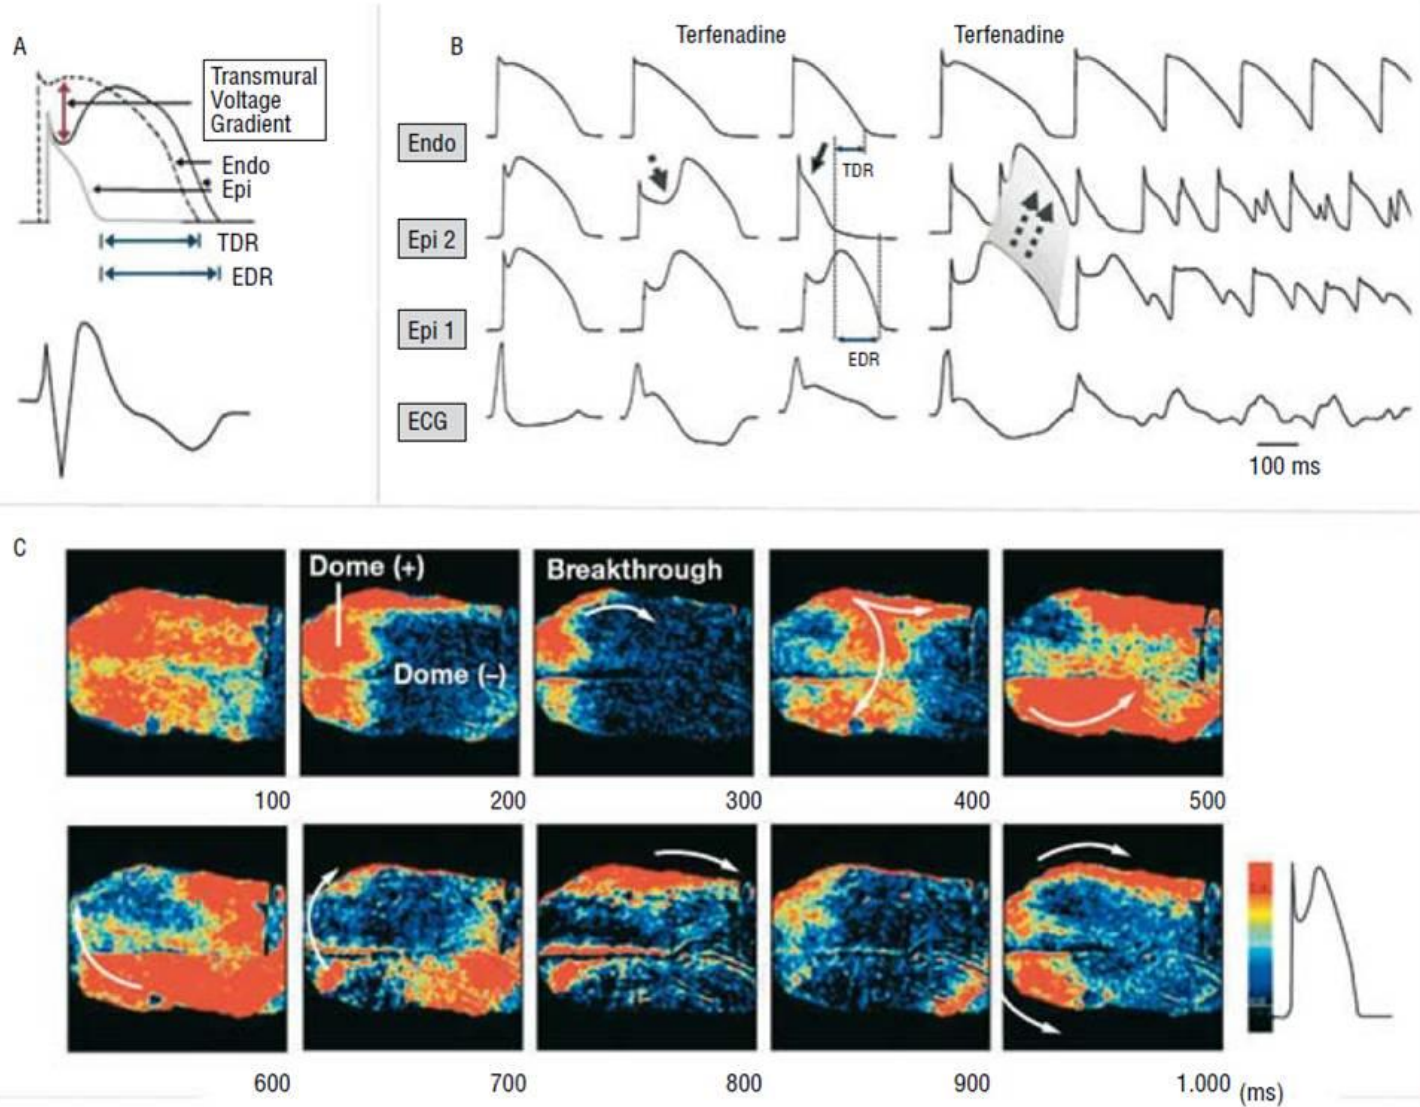 A
Transmural
Voltage
Gradient
Endo
Epi
TDR
EDR
B
Terfenadine
Terfenadine
Endo
TDR
Epi 2
Epi 1
EDR
ECG
100 ms
C
Dome (+)
Dome (–)
Breakthrough
100
200
300
400
500
600
700
800
900
1.000
(ms)